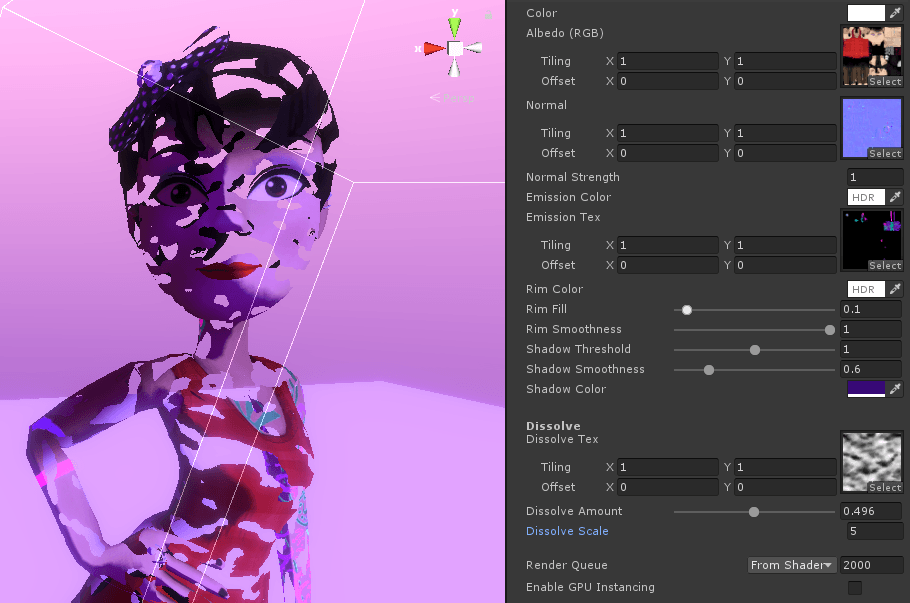 Color
Albedo (RGB)
Tiling X 1 Y 1
Offset X 0 Y 0
Select
Normal
Tiling X 1 Y 1
Offset X 0 Y 0
Select
Normal Strength 1
Emission Color HDR
Emission Tex
Tiling X 1 Y 1
Offset X 0 Y 0
Select
Rim Color HDR
Rim Fill 0.1
Rim Smoothness 1
Shadow Threshold 1
Shadow Smoothness 0.6
Shadow Color
Dissolve
Dissolve Tex
Tiling X 1 Y 1
Offset X 0 Y 0
Select
Dissolve Amount 0.496
Dissolve Scale 5
Render Queue From Shader 2000
Enable GPU Instancing
y
x
Persp